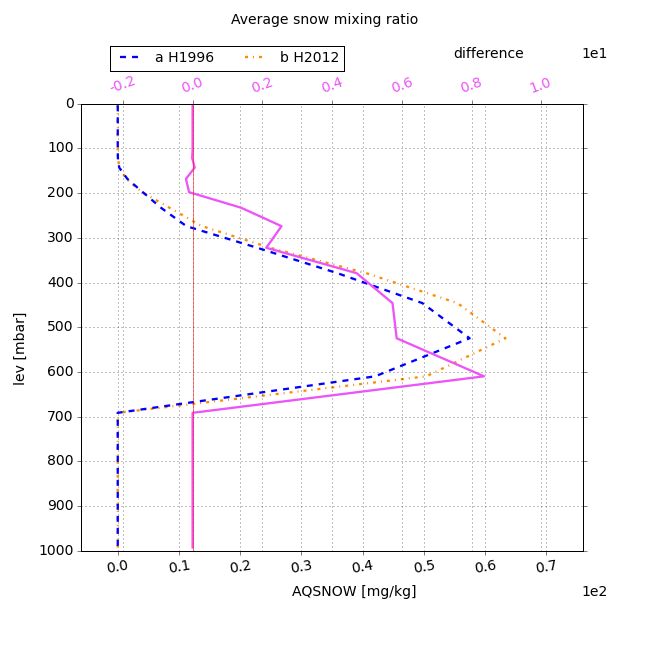 Average snow mixing ratio
a H1996 b H2012 difference 1e1
-0.2 0.0 0.2 0.4 0.6 0.8 1.0
0
100
200
300
400
500
600
700
800
900
1000
lev [mbar]
0.0 0.1 0.2 0.3 0.4 0.5 0.6 0.7
AQSNOW [mg/kg] 1e2